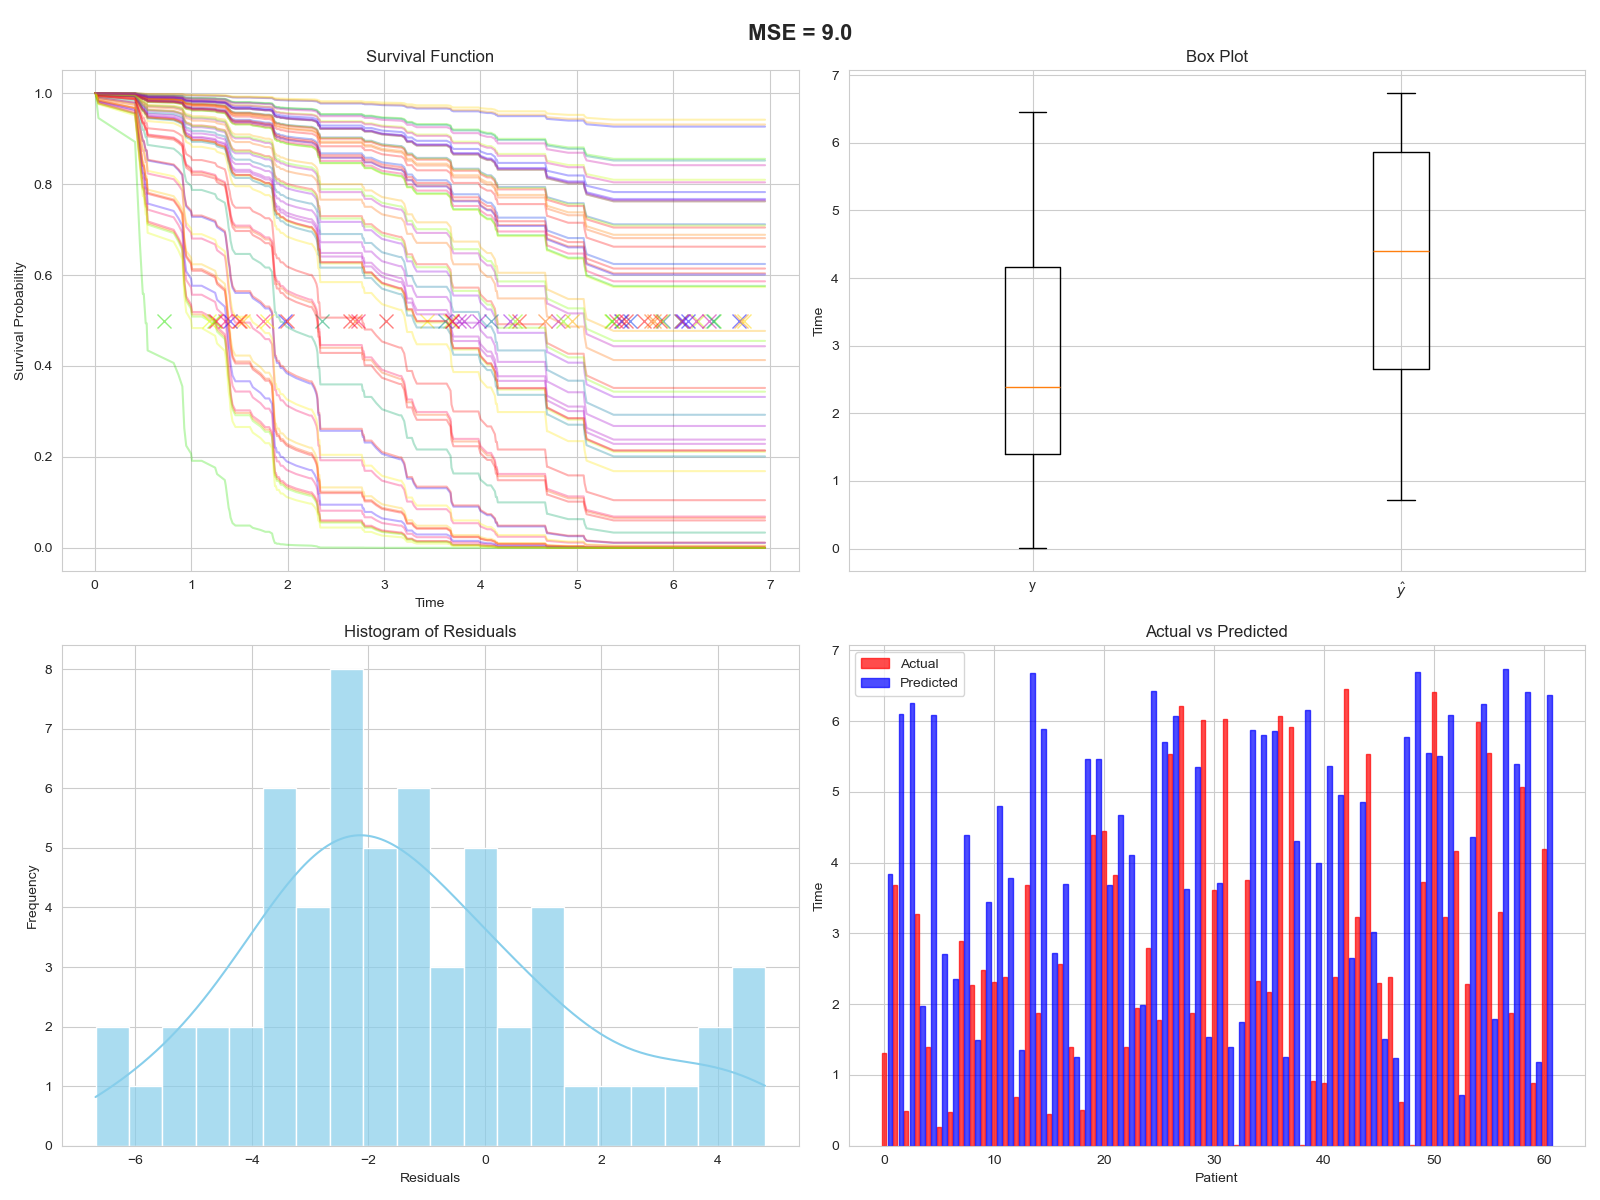 MSE = 9.0
Survival Function
1.0
0.8
0.6
0.4
0.2
0.0
Survival Probability
0 1 2 3 4 5 6 7
Time
Box Plot
7
6
5
4
3
2
1
0
Time
y ŷ
Histogram of Residuals
8
7
6
5
4
3
2
1
0
Frequency
−6 −4 −2 0 2 4
Residuals
Actual vs Predicted
7
6
5
4
3
2
1
0
Time
Actual
Predicted
0 10 20 30 40 50 60
Patient